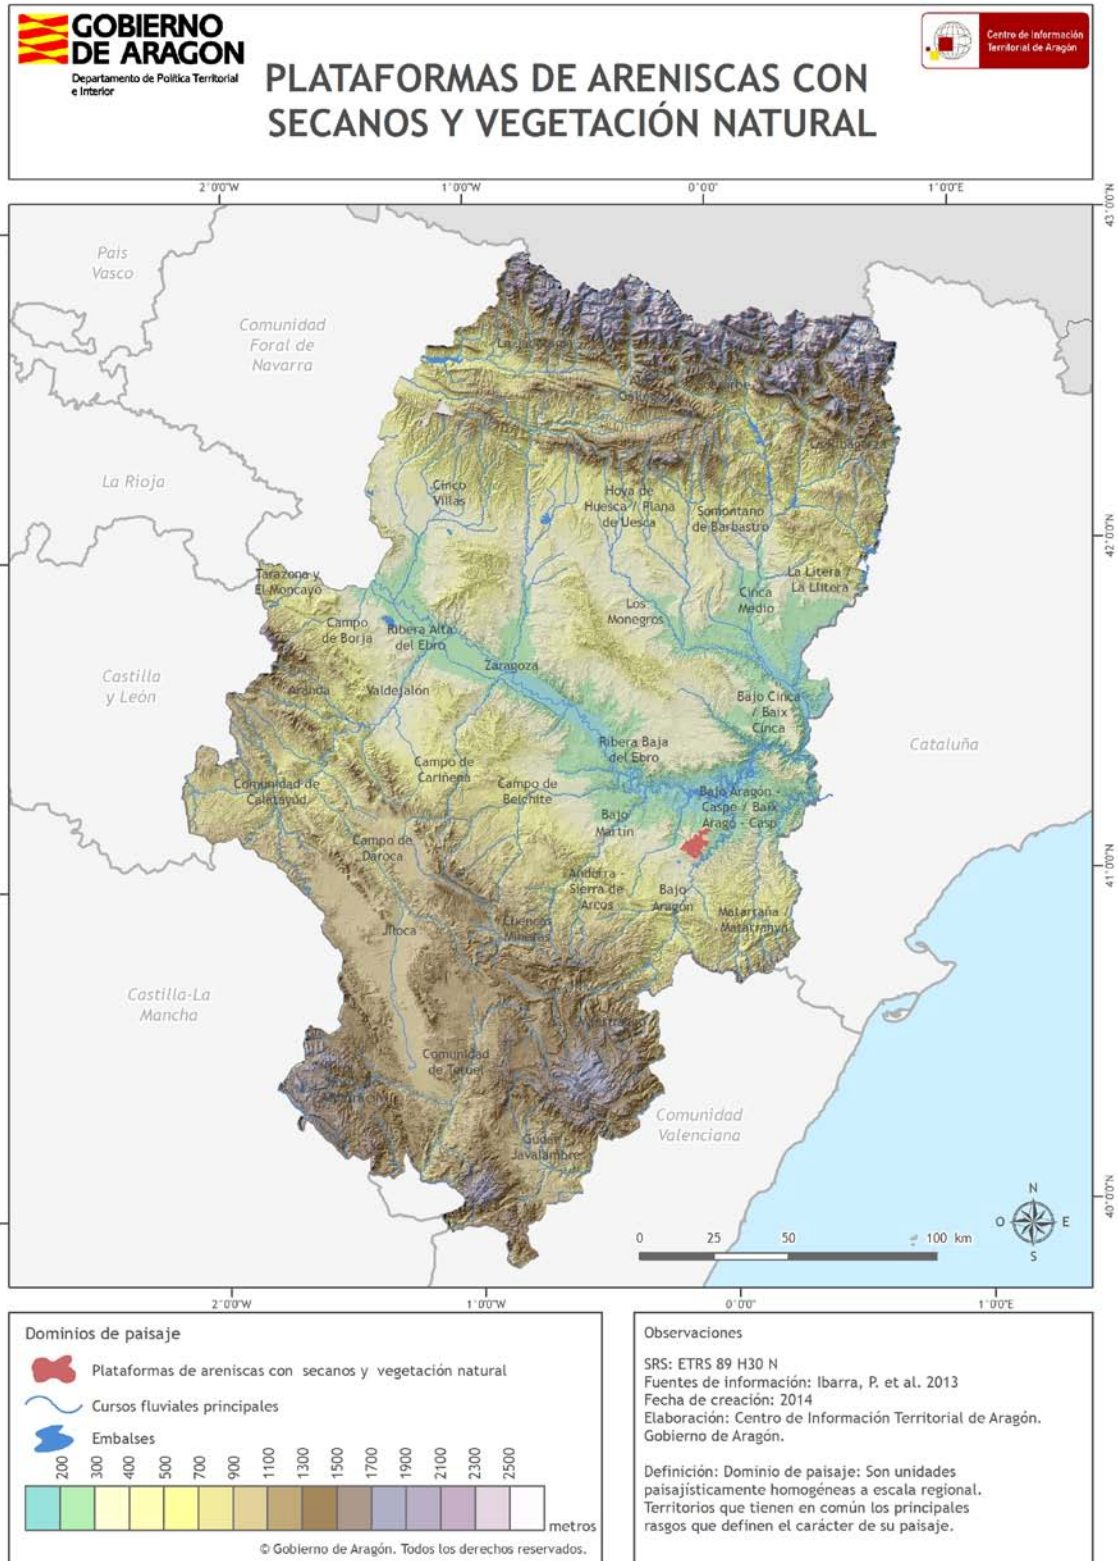 GOBIERNO
DE ARAGON
Departamento de Política Territorial
e Interior
Centro de Información
Territorial de Aragón
PLATAFORMAS DE ARENISCAS CON
SECANOS Y VEGETACIÓN NATURAL
2°0'0"W
1°0'0"W
0°0'0"
1°0'0"E
43°0'0"N
País
Vasco
Comunidad
Foral de
Navarra
La Rioja
Cinco
Villas
Hoya de
Huesca / Plana
de Uesca
Somontano
de Barbastro
42°0'0"N
Tarazona y
El Moncayo
La Litera /
La Llitera
Cinca
Medio
Campo
de Borja
Ribera Alta
del Ebro
Los
Monegros
Zaragoza
Castilla
y León
Aranda
Valdejalón
Bajo Cinca
/ Baix
Cinca
Cataluña
Ribera Baja
del Ebro
Campo de
Cariñena
Comunidad de
Calatayud
Campo de
Belchite
Bajo Aragón -
Caspe / Baix
Aragó - Casp
Bajo
Martín
Campo de
Daroca
41°0'0"N
Andorra -
Sierra de
Arcos
Bajo
Aragón
Matarraña /
Matarranya
Cuencas
Mineras
Jiloca
Castilla-La
Mancha
Comunidad
de Teruel
Comunidad
Valenciana
Gúdar-
Javalambre
40°0'0"N
N
O
E
S
0
25
50
100 km
2°0'0"W
1°0'0"W
0°0'0"
1°0'0"E
Dominios de paisaje
Plataformas de areniscas con secanos y vegetación natural
Cursos fluviales principales
Embalses
200 300 400 500 700 900 1100 1300 1500 1700 1900 2100 2300 2500
metros
© Gobierno de Aragón. Todos los derechos reservados.
Observaciones
SRS: ETRS 89 H30 N
Fuentes de información: Ibarra, P. et al. 2013
Fecha de creación: 2014
Elaboración: Centro de Información Territorial de Aragón.
Gobierno de Aragón.
Definición: Dominio de paisaje: Son unidades
paisajísticamente homogéneas a escala regional.
Territorios que tienen en común los principales
rasgos que definen el carácter de su paisaje.